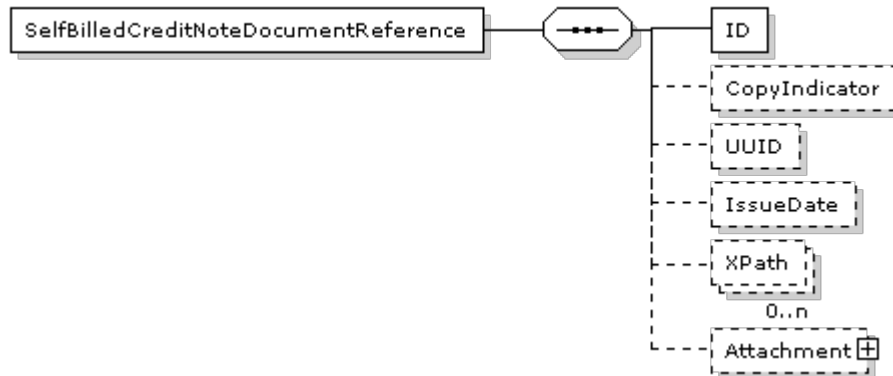 SelfBilledCreditNoteDocumentReference
ID
CopyIndicator
UUID
IssueDate
XPath
0..n
Attachment